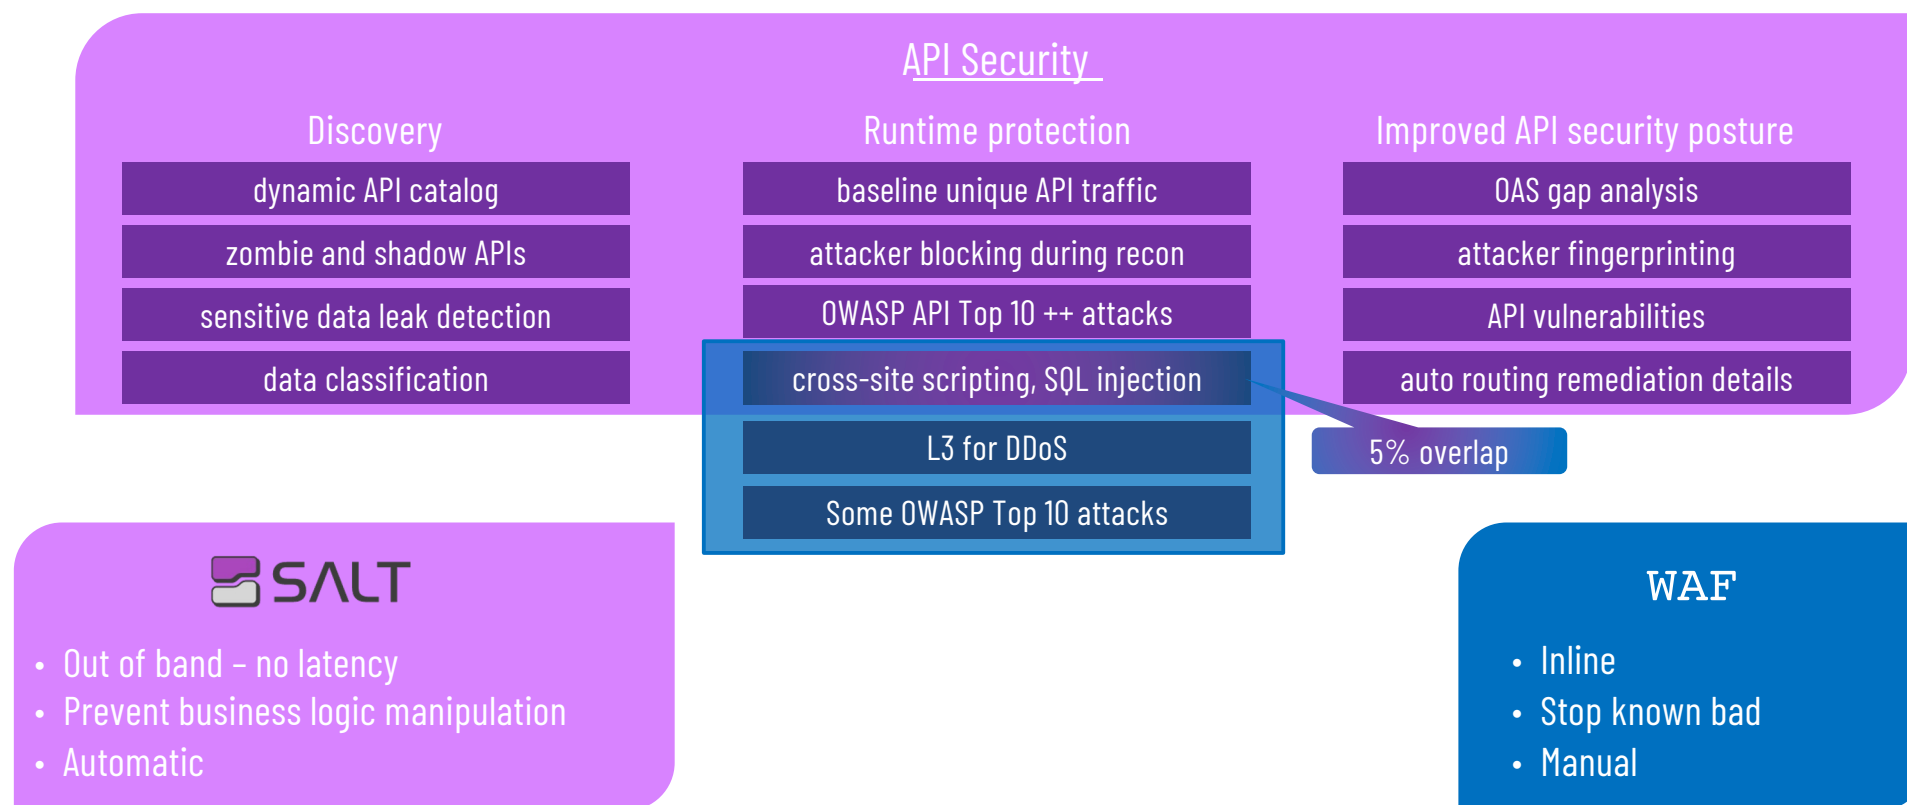 API Security
Discovery
dynamic API catalog
zombie and shadow APIs
sensitive data leak detection
data classification
Runtime protection
baseline unique API traffic
attacker blocking during recon
OWASP API Top 10 ++ attacks
cross-site scripting, SQL injection
L3 for DDoS
Some OWASP Top 10 attacks
Improved API security posture
OAS gap analysis
attacker fingerprinting
API vulnerabilities
auto routing remediation details
5% overlap
SALT
• Out of band – no latency
• Prevent business logic manipulation
• Automatic
WAF
• Inline
• Stop known bad
• Manual